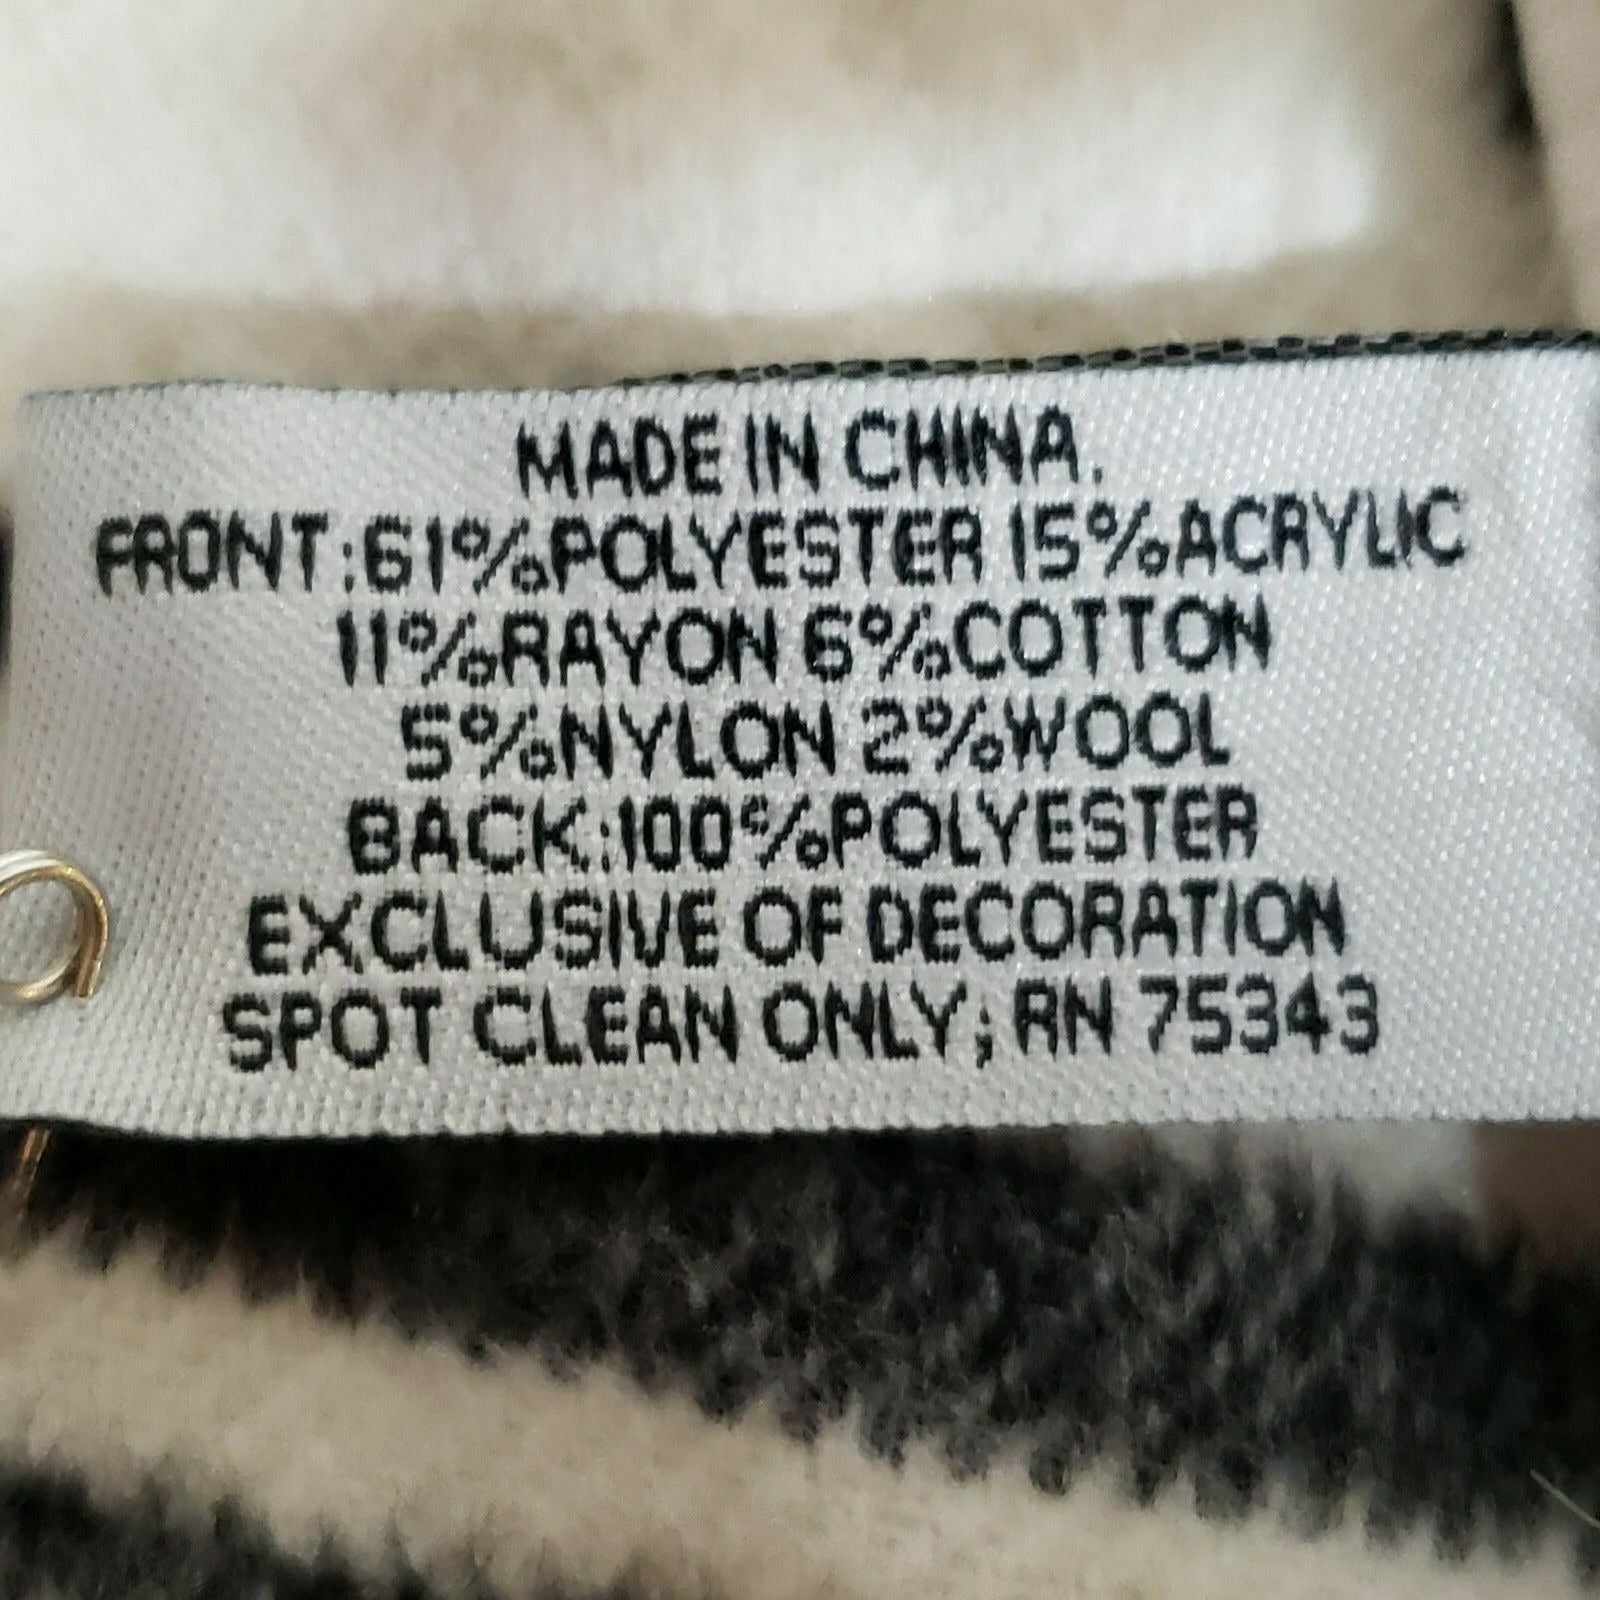 MADE IN CHINA.
FRONT:61%POLYESTER 15%ACRYLIC
11%RAYON 6%COTTON
5%NYLON 2%WOOL
BACK:100%POLYESTER
EXCLUSIVE OF DECORATION
SPOT CLEAN ONLY; RN 75343